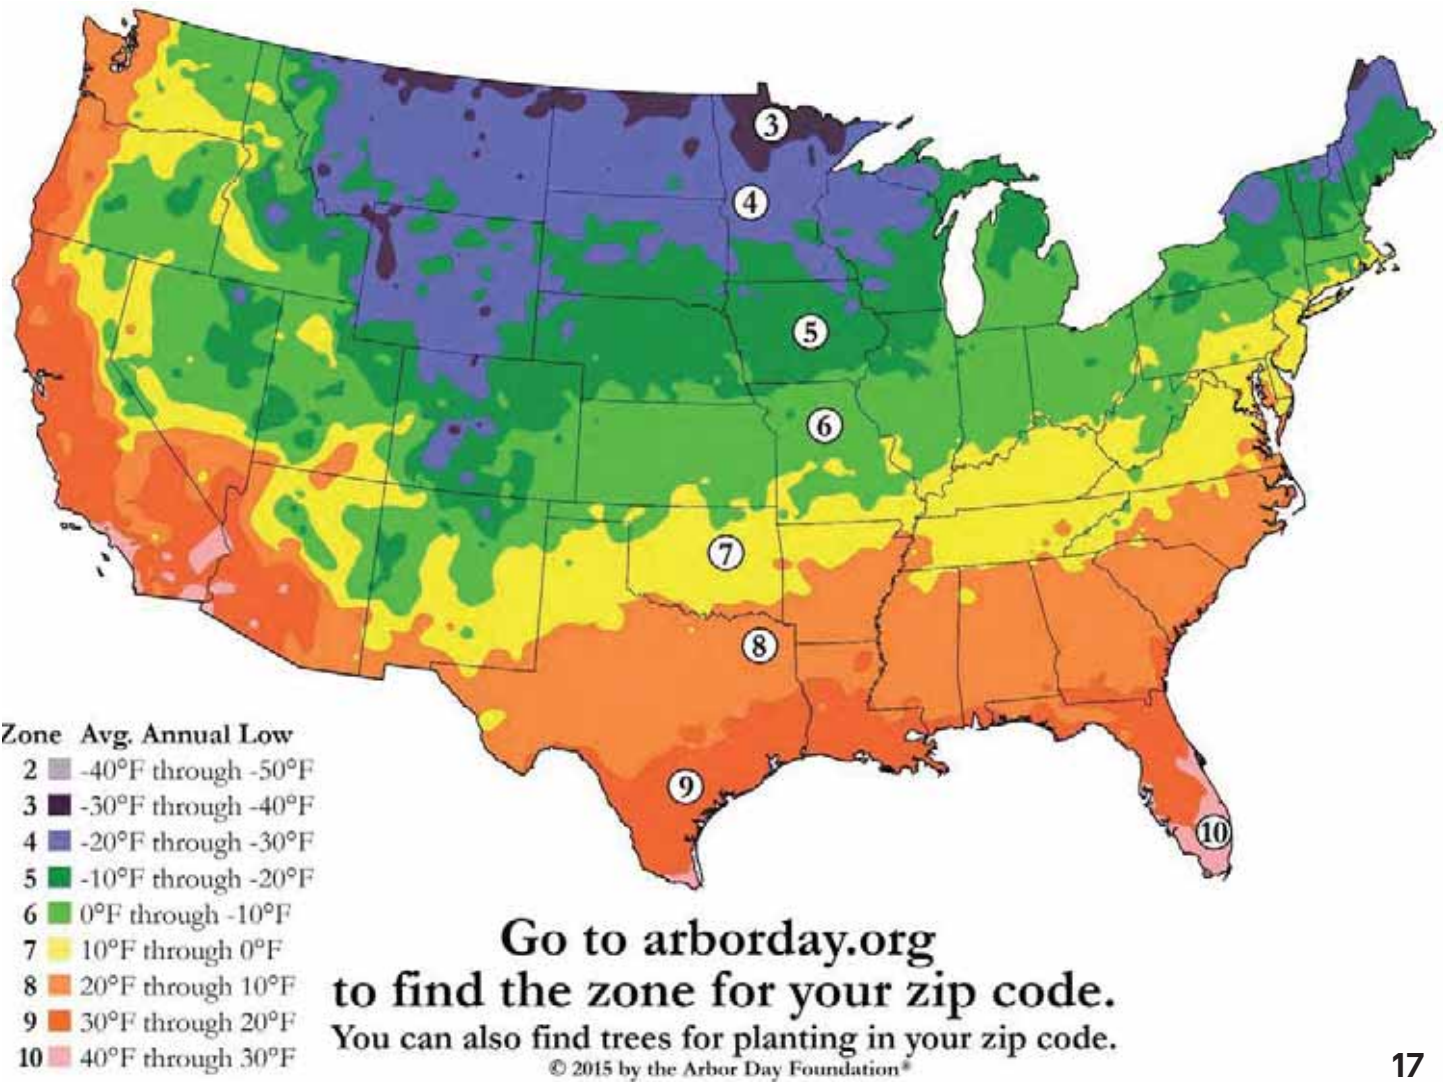 3
4
5
6
7
8
9
10
Zone Avg. Annual Low
2 -40°F through -50°F
3 -30°F through -40°F
4 -20°F through -30°F
5 -10°F through -20°F
6 0°F through -10°F
7 10°F through 0°F
8 20°F through 10°F
9 30°F through 20°F
10 40°F through 30°F
Go to arborday.org
to find the zone for your zip code.
You can also find trees for planting in your zip code.
© 2015 by the Arbor Day Foundation®
17